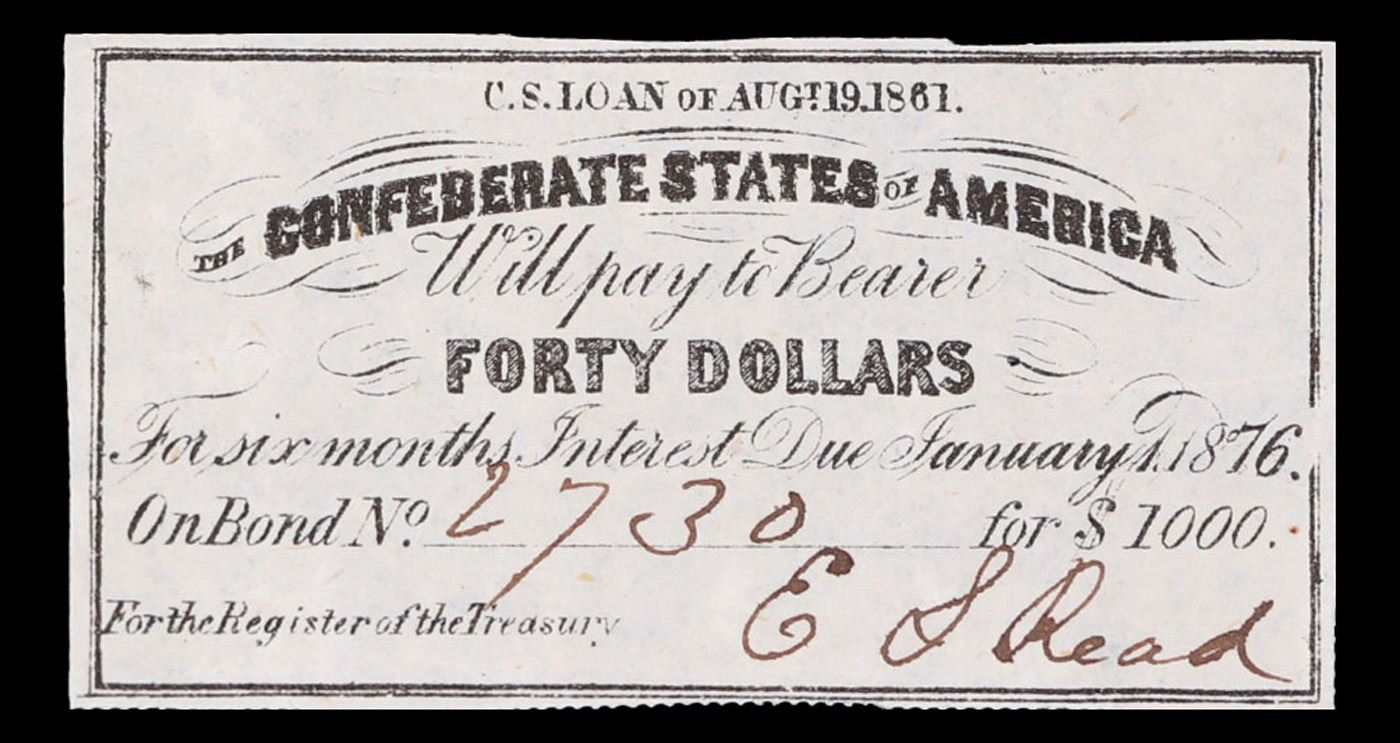 C.S. LOAN OF AUGT. 19. 1861.
THE CONFEDERATE STATES OF AMERICA
Will pay to Bearer
FORTY DOLLARS
For six months Interest Due January 1. 1876.
On Bond No. 2730 for $ 1000.
For the Register of the Treasury E S Read